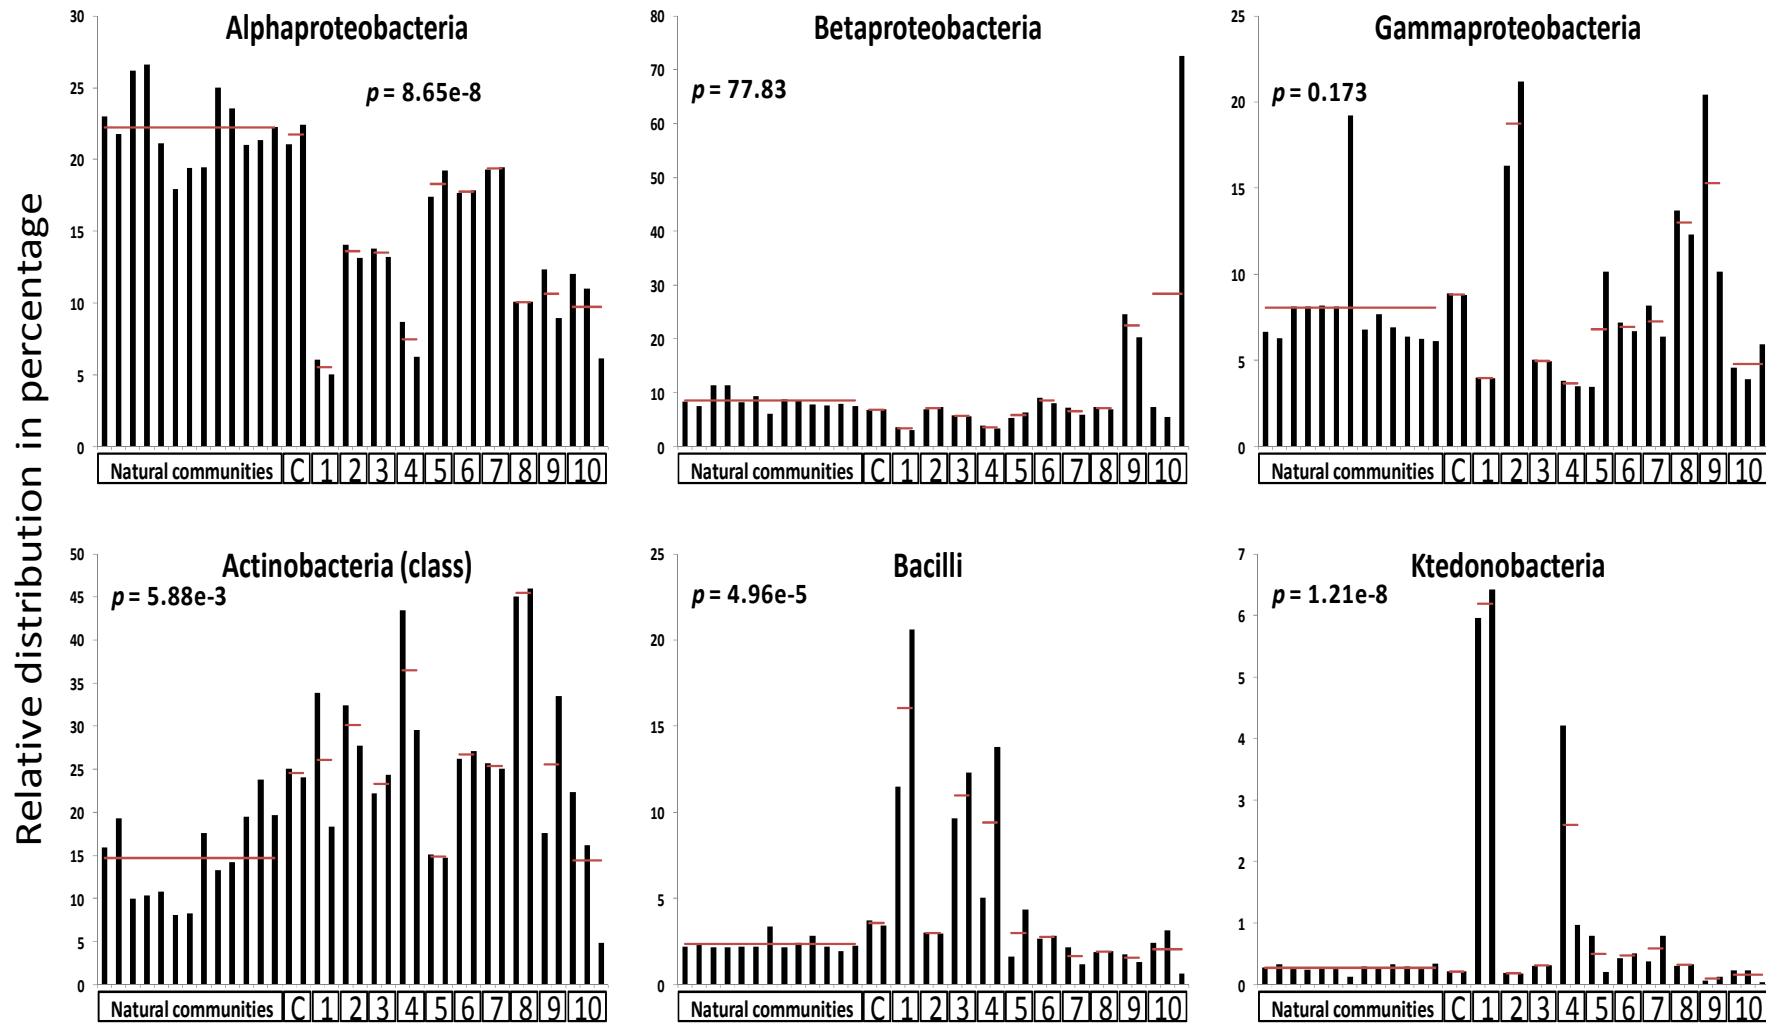 Relative distribution in percentage
Alphaproteobacteria
p = 8.65e-8
30
25
20
15
10
5
0
Natural communities C 1 2 3 4 5 6 7 8 9 10
Betaproteobacteria
p = 77.83
80
70
60
50
40
30
20
10
0
Natural communities C 1 2 3 4 5 6 7 8 9 10
Gammaproteobacteria
p = 0.173
25
20
15
10
5
0
Natural communities C 1 2 3 4 5 6 7 8 9 10
Actinobacteria (class)
p = 5.88e-3
50
45
40
35
30
25
20
15
10
5
0
Natural communities C 1 2 3 4 5 6 7 8 9 10
Bacilli
p = 4.96e-5
25
20
15
10
5
0
Natural communities C 1 2 3 4 5 6 7 8 9 10
Ktedonobacteria
p = 1.21e-8
7
6
5
4
3
2
1
0
Natural communities C 1 2 3 4 5 6 7 8 9 10